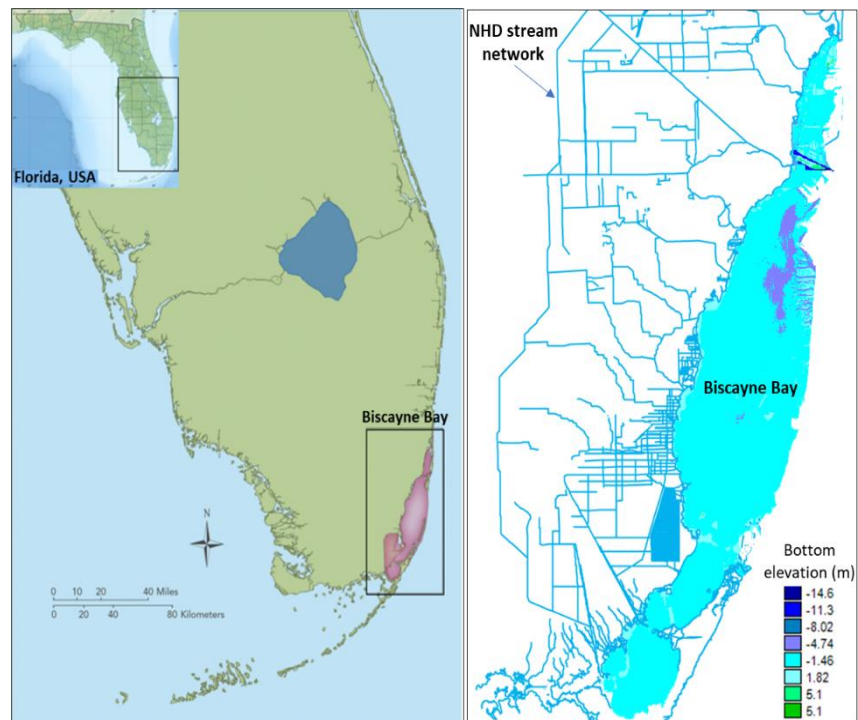 Florida, USA
Biscayne Bay
N
0 10 20 40 Miles
0 20 40 80 Kilometers
NHD stream
network
Biscayne Bay
Bottom
elevation (m)
-14.6
-11.3
-8.02
-4.74
-1.46
1.82
5.1
5.1